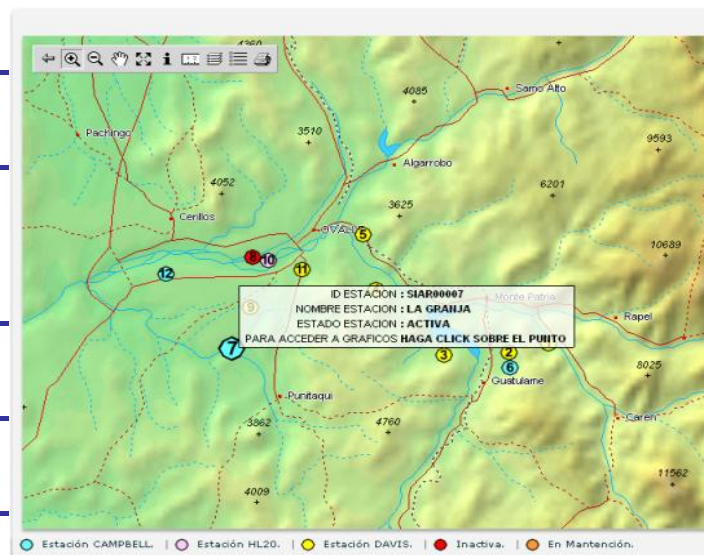 4360
Samo Alto
4085
Pachingo
3510
9593
Algarrobo
4052
6201
3625
Cerillos
OVALLE
5
10689
8
10
11
12
ID ESTACION : SIAR00007
NOMBRE ESTACION : LA GRANJA
ESTADO ESTACION : ACTIVA
PARA ACCEDER A GRAFICOS HAGA CLICK SOBRE EL PUNTO
Monte Patria
9
Rapel
7
3
2
6
8025
Guatulame
Punitaqui
Caren
3862
4760
11562
4009
Estación CAMPBELL. | Estación HL20. | Estación DAVIS. | Inactiva. | En Mantención.